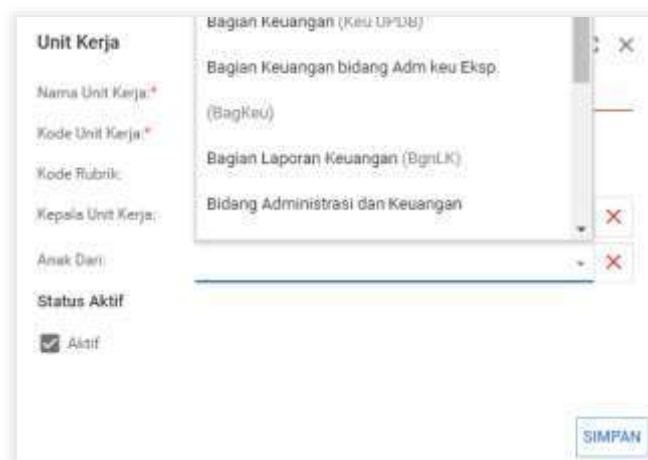 Bagian Keuangan (Keu UPDB)
Unit Kerja
Bagian Keuangan bidang Adm keu Eksp.
Nama Unit Kerja:*
(BagKeu)
Kode Unit Kerja:*
Bagian Laporan Keuangan (BgnLK)
Kode Rubrik:
Bidang Administrasi dan Keuangan
Kepala Unit Kerja:
Anak Dari:
Status Aktif
Aktif
SIMPAN